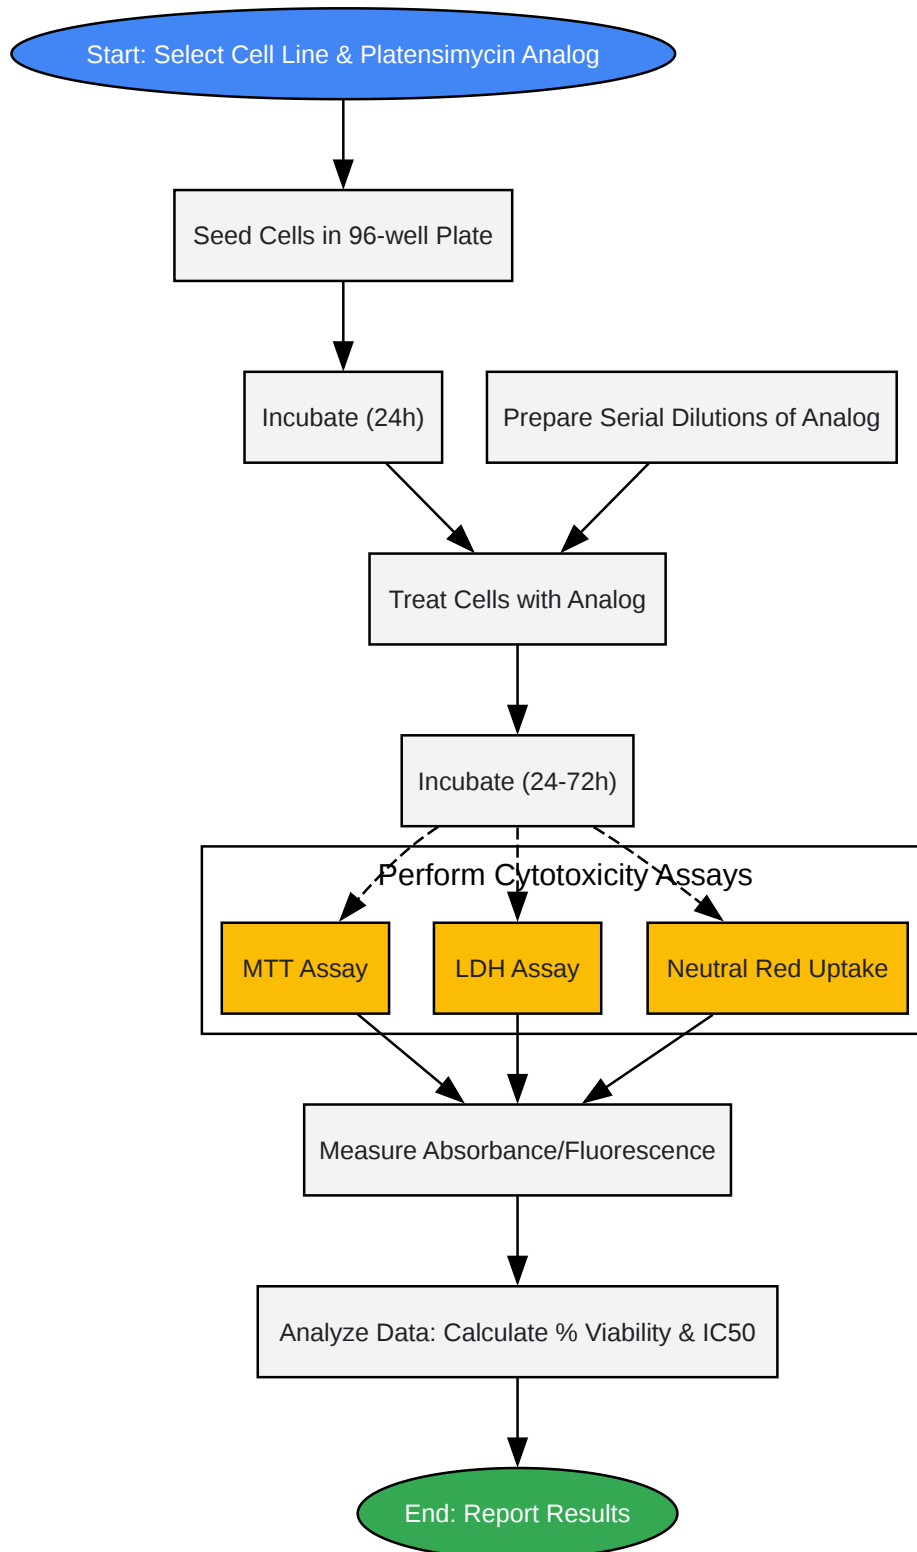 Start: Select Cell Line & Platensimycin Analog
Seed Cells in 96-well Plate
Incubate (24h)
Prepare Serial Dilutions of Analog
Treat Cells with Analog
Incubate (24-72h)
Perform Cytotoxicity Assays
MTT Assay
LDH Assay
Neutral Red Uptake
Measure Absorbance/Fluorescence
Analyze Data: Calculate % Viability & IC50
End: Report Results